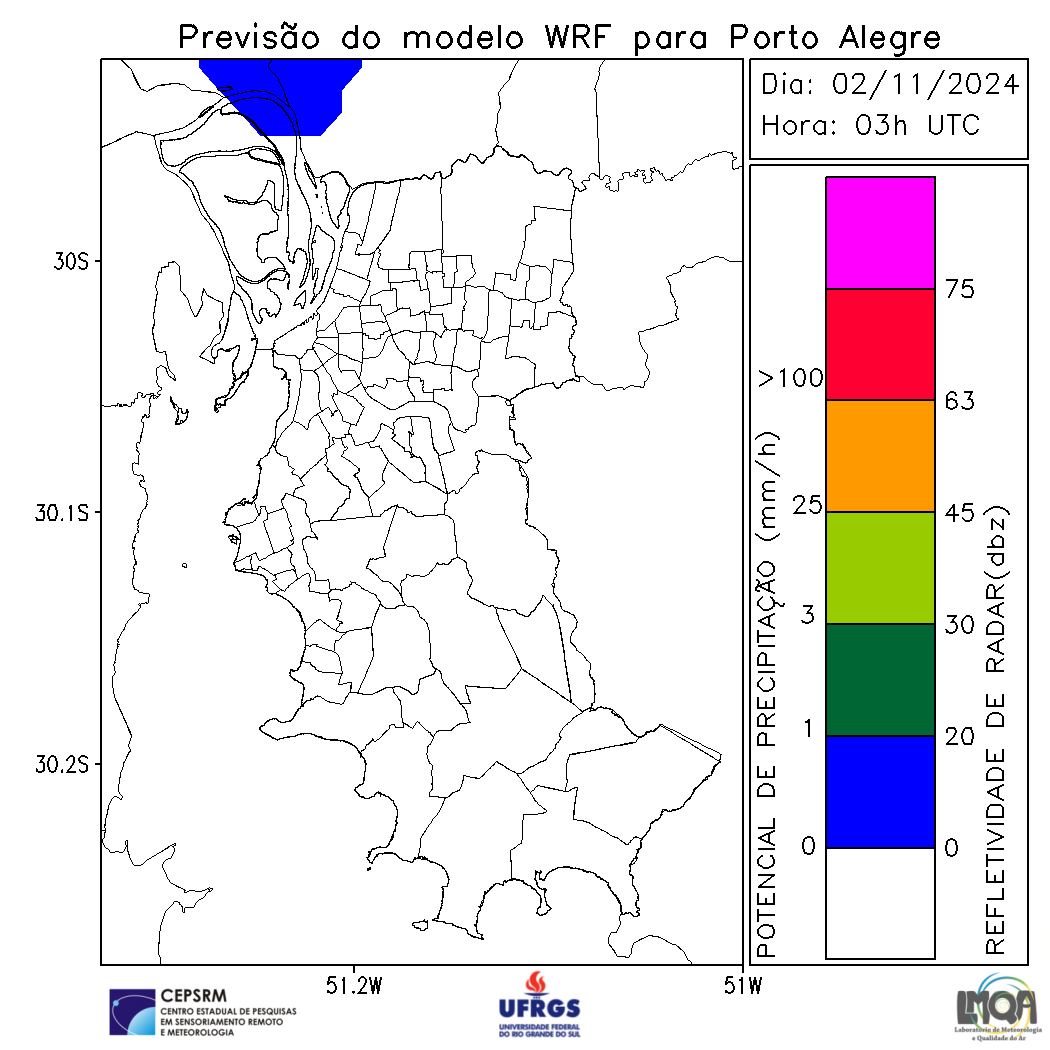 Previsão do modelo WRF para Porto Alegre
Dia: 02/11/2024
Hora: 03h UTC
30S
30.1S
30.2S
51.2W
51W
POTENCIAL DE PRECIPITAÇÃO (mm/h)
>100
25
3
1
0
75
63
45
30
20
0
REFLETIVIDADE DE RADAR(dbz)
CEPSRM
CENTRO ESTADUAL DE PESQUISAS
EM SENSORIAMENTO REMOTO
E METEOROLOGIA
UFRGS
UNIVERSIDADE FEDERAL
DO RIO GRANDE DO SUL
LMQA
Laboratório de Meteorologia
e Qualidade do Ar